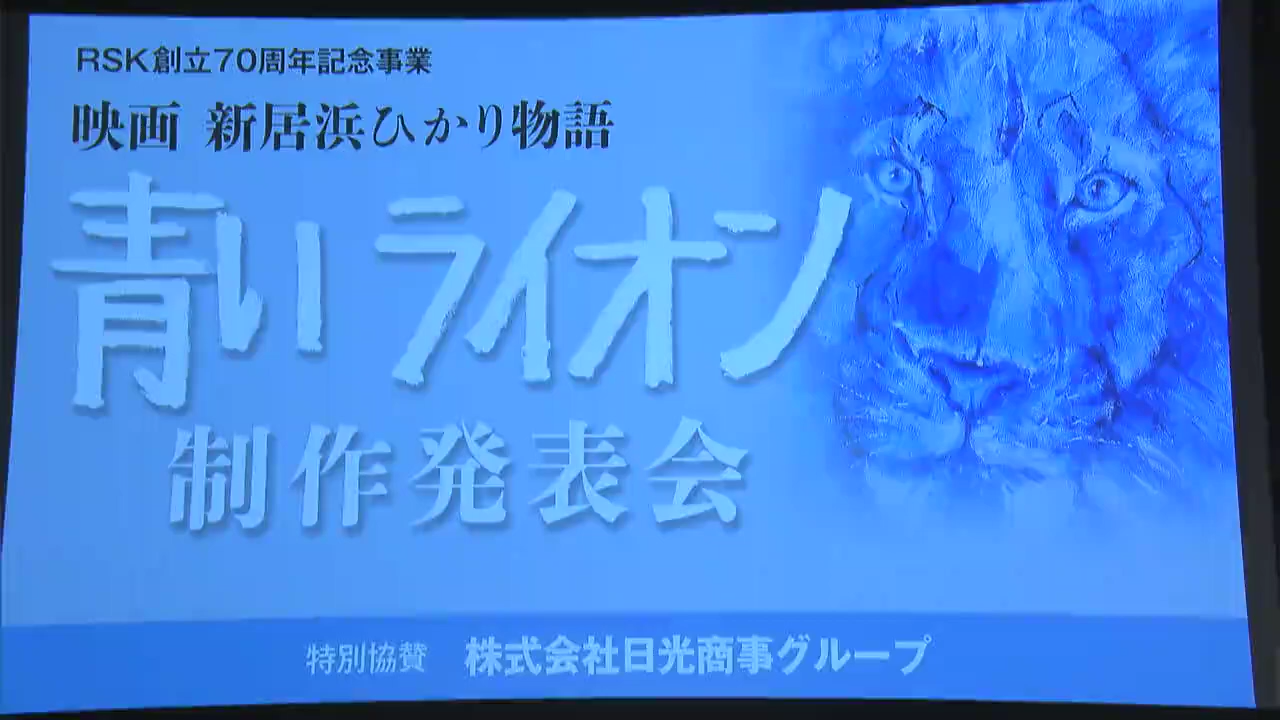 RSK創立70周年記念事業
映画 新居浜ひかり物語
青いライオン
制作発表会
特別協賛 株式会社日光商事グループ